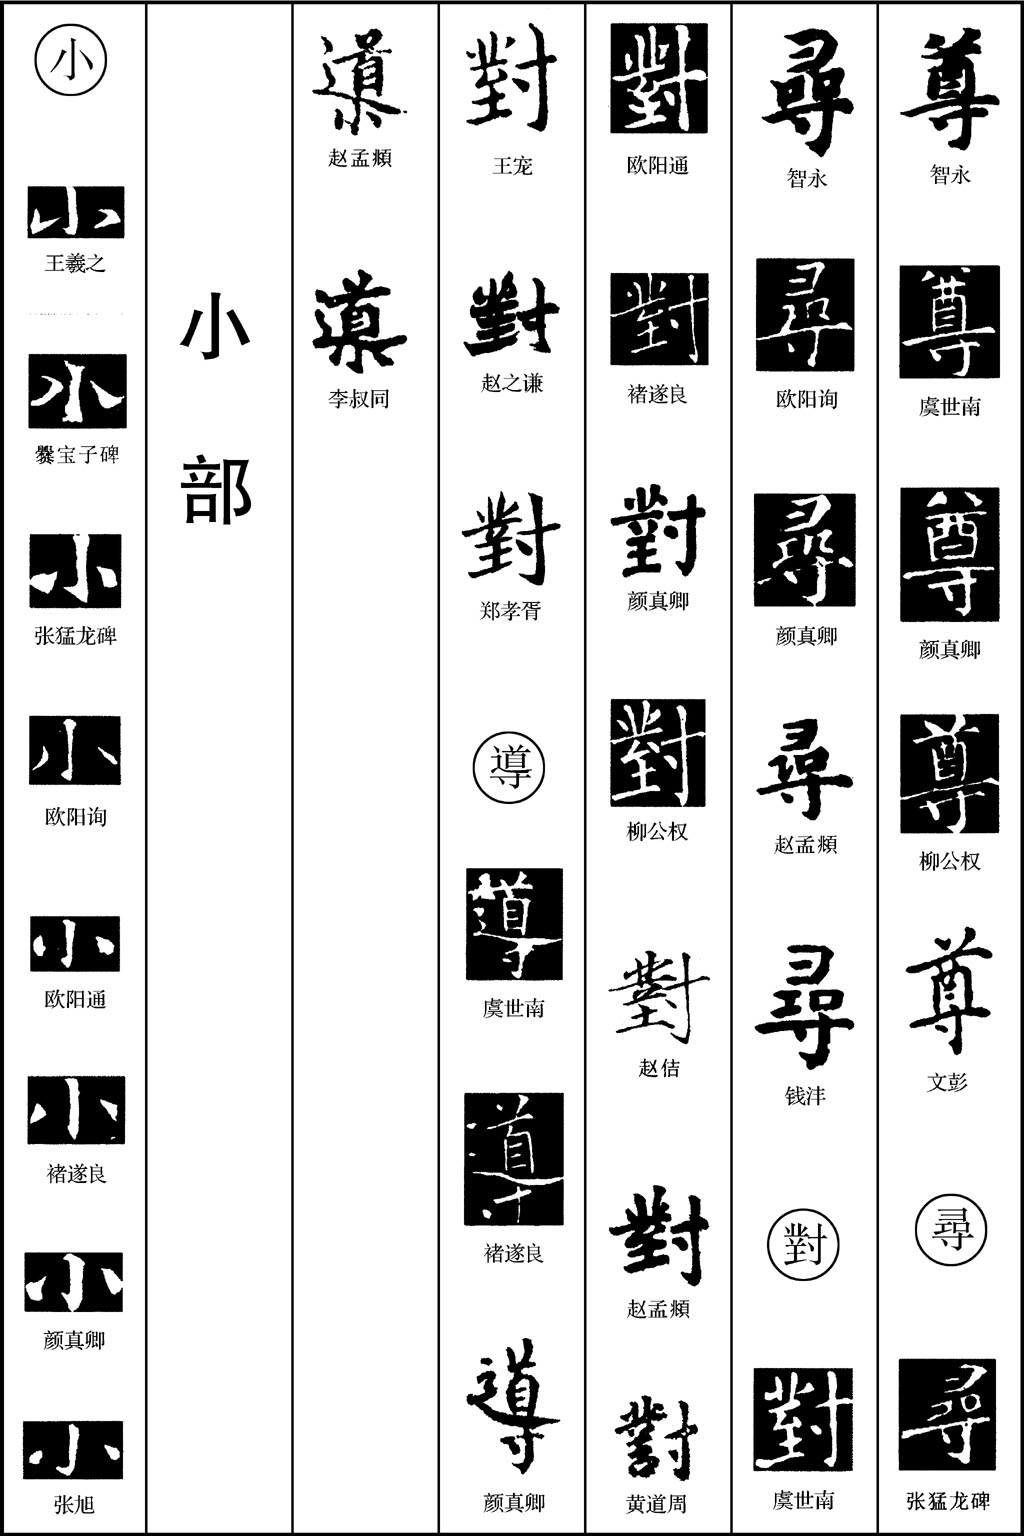 尊
智永
尊
虞世南
尊
颜真卿
尊
柳公权
尊
文彭
尋
尋
张猛龙碑
尋
智永
尋
欧阳询
尋
颜真卿
尋
赵孟頫
尋
钱沣
對
對
虞世南
對
欧阳通
對
褚遂良
對
颜真卿
對
柳公权
對
赵佶
對
赵孟頫
對
黄道周
對
王宠
對
赵之谦
對
郑孝胥
導
導
虞世南
導
褚遂良
導
颜真卿
導
赵孟頫
導
李叔同
小部
小
小
王羲之
小
爨宝子碑
小
张猛龙碑
小
欧阳询
小
欧阳通
小
褚遂良
小
颜真卿
小
张旭